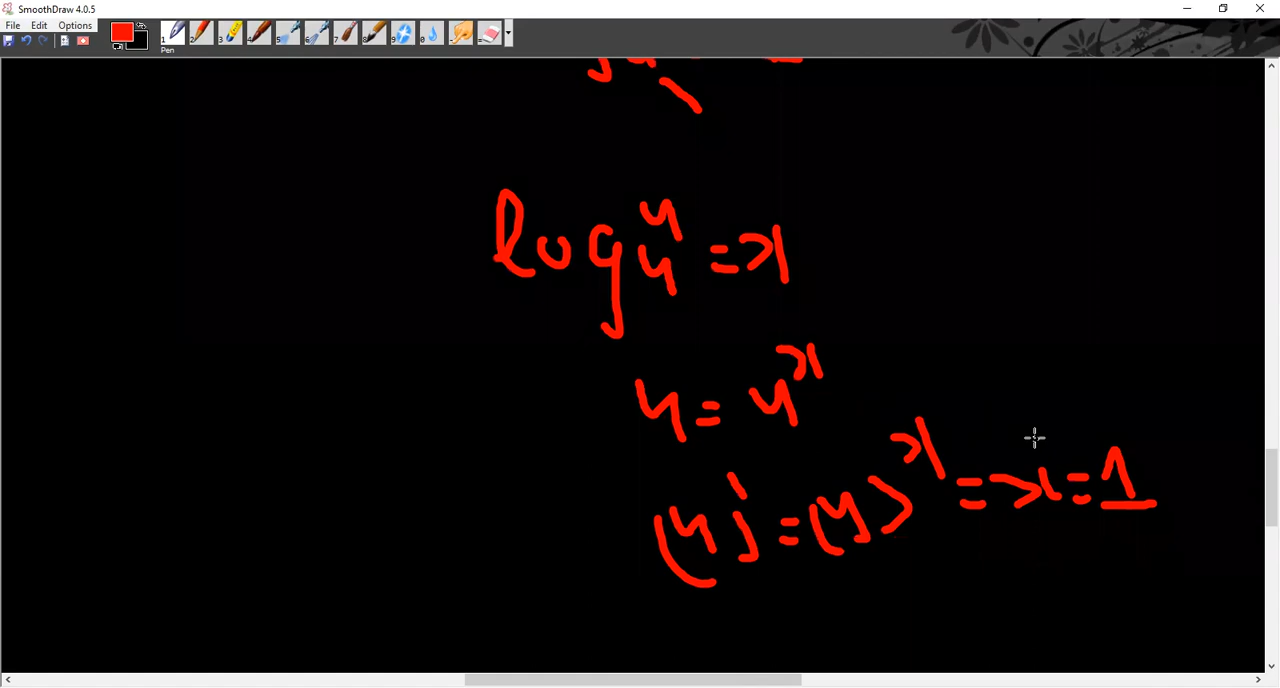 SmoothDraw 4.0.5
File Edit Options
Pen
log₄⁴ = x
4 = 4ˣ
(4)¹ = (4)ˣ = x = 1